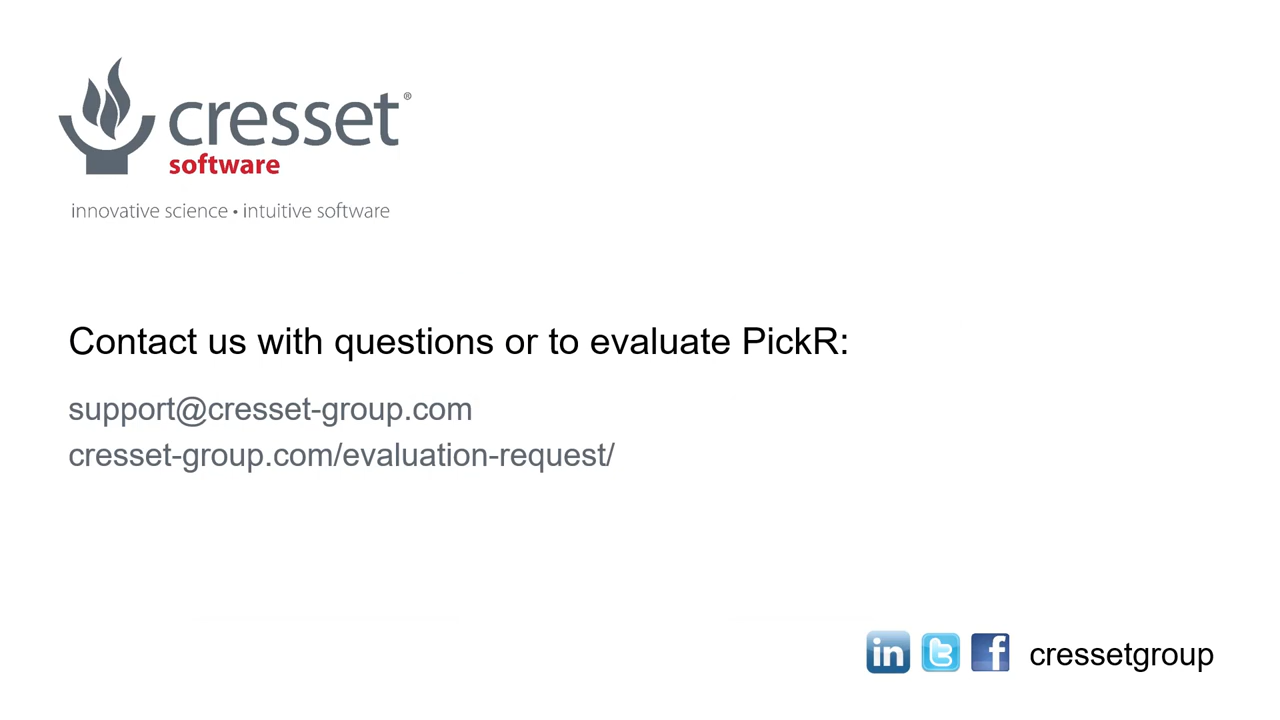 cresset®
software
innovative science • intuitive software
Contact us with questions or to evaluate PickR:
support@cresset-group.com
cresset-group.com/evaluation-request/
in t f cressetgroup